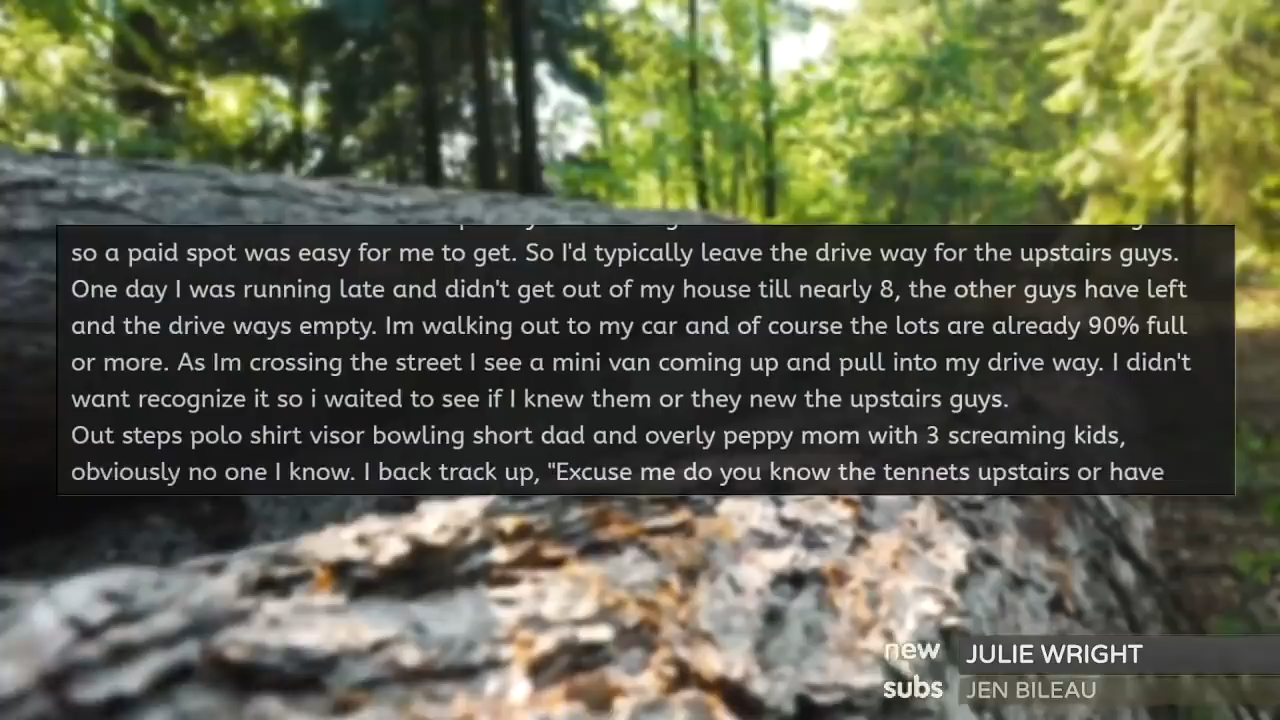 so a paid spot was easy for me to get. So I'd typically leave the drive way for the upstairs guys.
One day I was running late and didn't get out of my house till nearly 8, the other guys have left
and the drive ways empty. Im walking out to my car and of course the lots are already 90% full
or more. As Im crossing the street I see a mini van coming up and pull into my drive way. I didn't
want recognize it so i waited to see if I knew them or they new the upstairs guys.
Out steps polo shirt visor bowling short dad and overly peppy mom with 3 screaming kids,
obviously no one I know. I back track up, "Excuse me do you know the tennets upstairs or have
new JULIE WRIGHT
subs JEN BILEAU